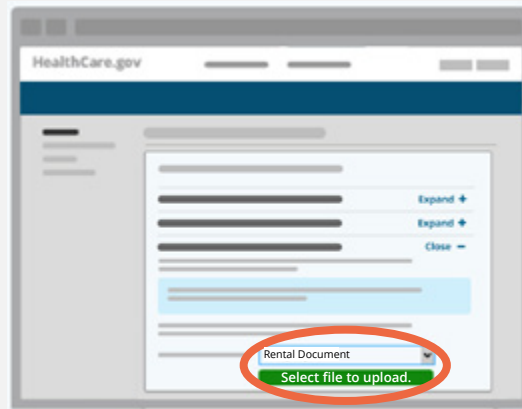 HealthCare.gov
Expand +
Expand +
Close −
Rental Document
Select file to upload.